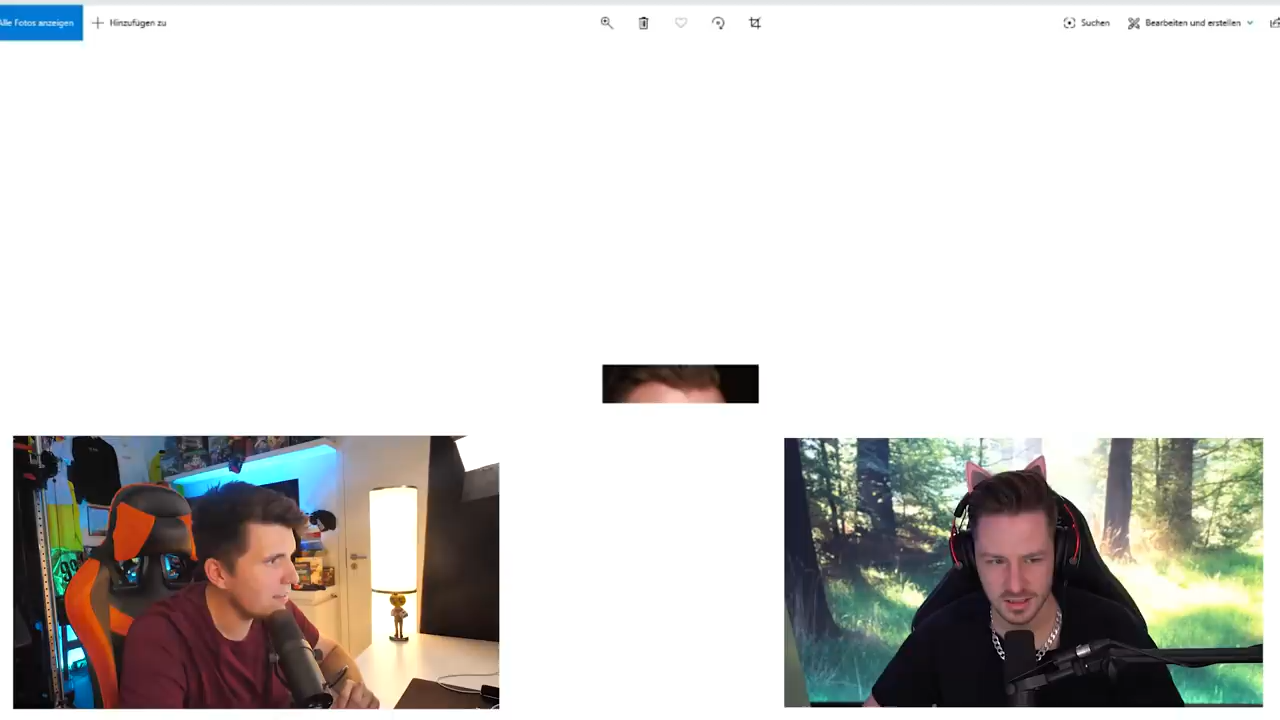 Alle Fotos anzeigen
Hinzufügen zu
Suchen
Bearbeiten und erstellen